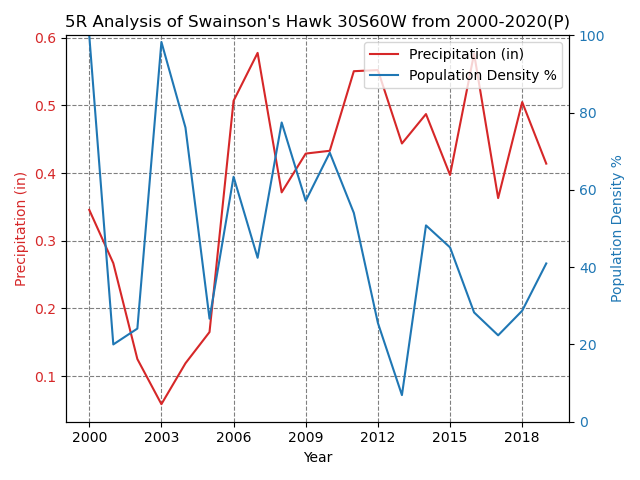 5R Analysis of Swainson's Hawk 30S60W from 2000-2020(P)
Precipitation (in)
Population Density %
0.6
0.5
0.4
0.3
0.2
0.1
Precipitation (in)
100
80
60
40
20
0
Population Density %
2000 2003 2006 2009 2012 2015 2018
Year